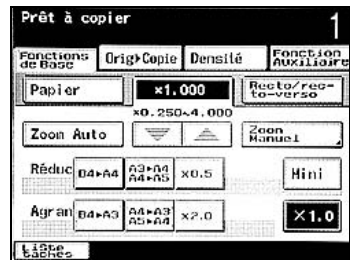 Prêt à copier 1
Fonctions de Base Orig▸Copie Densité Fonction Auxiliaire
Papier ×1.000 Recto/rec-to-verso
×0.250~4.000
Zoom Auto Zoom Manuel
Réduc B4▸A4 A3▸A4 A4▸A5 ×0.5 Mini
Agran B4▸A3 A4▸A3 A5▸A4 ×2.0 ×1.0
Liste tâches